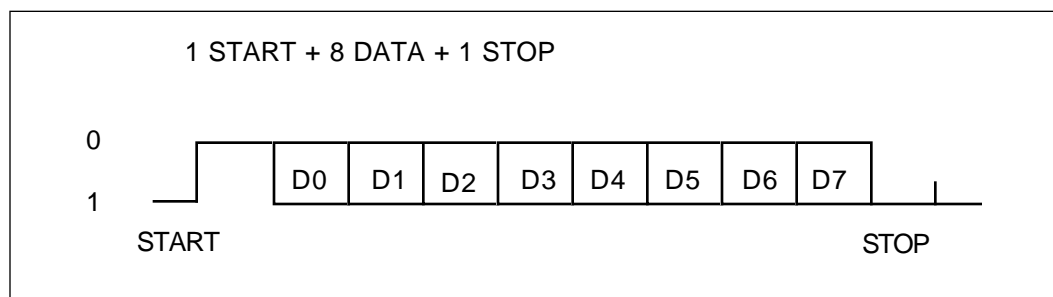 1 START + 8 DATA + 1 STOP
0
D0 D1 D2 D3 D4 D5 D6 D7
1
START STOP